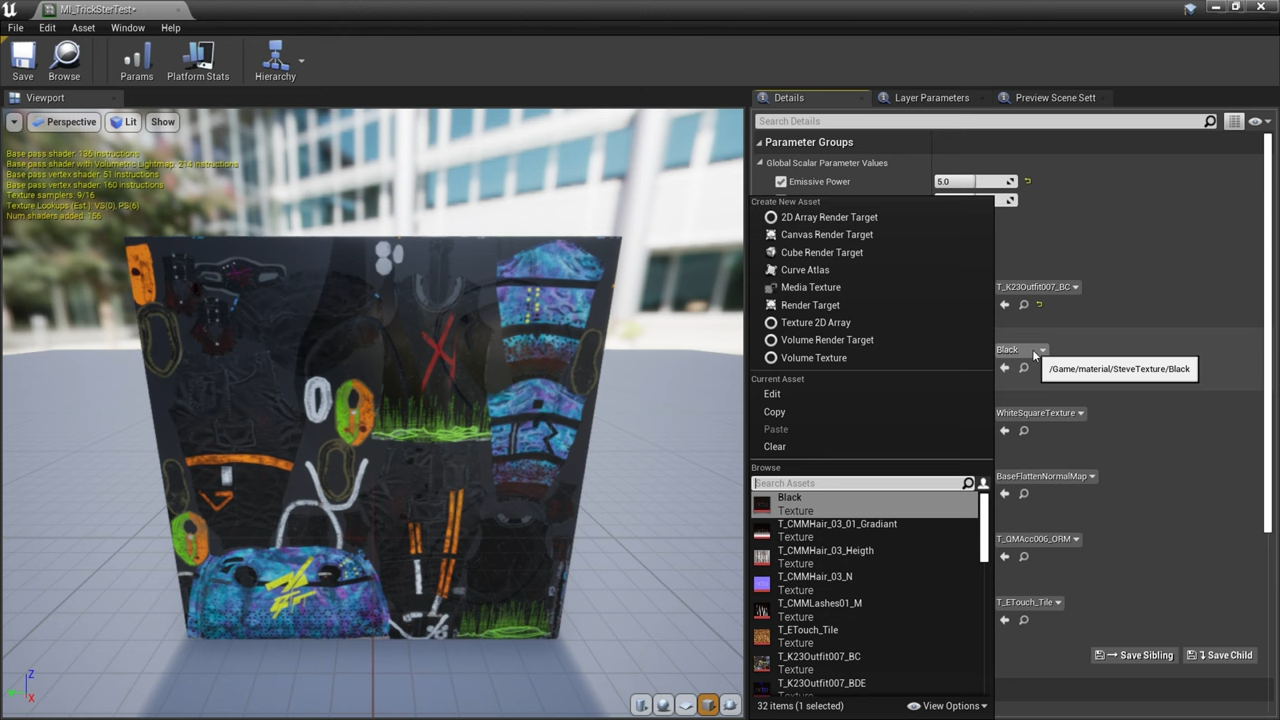 MI_TrickSterTest*
File Edit Asset Window Help
Save Browse Params Platform Stats Hierarchy
Viewport
Perspective Lit Show
Base pass shader: 136 instructions
Base pass shader with Volumetric Lightmap: 214 instructions
Base pass vertex shader: 51 instructions
Base pass vertex shader: 160 instructions
Texture samplers: 9/16
Texture Lookups (Est.): VS(0), PS(6)
Num shaders added: 156
Z
X
Details Layer Parameters Preview Scene Sett
Search Details
Parameter Groups
Global Scalar Parameter Values
Emissive Power 5.0
Create New Asset
2D Array Render Target
Canvas Render Target
Cube Render Target
Curve Atlas
Media Texture
Render Target
Texture 2D Array
Volume Render Target
Volume Texture
Current Asset
Edit
Copy
Paste
Clear
Browse
Search Assets
Black
Texture
T_CMMHair_03_01_Gradiant
Texture
T_CMMHair_03_Heigth
Texture
T_CMMHair_03_N
Texture
T_CMMLashes01_M
Texture
T_ETouch_Tile
Texture
T_K23Outfit007_BC
Texture
T_K23Outfit007_BDE
32 items (1 selected) View Options
T_K23Outfit007_BC
Black
/Game/material/SteveTexture/Black
WhiteSquareTexture
BaseFlattenNormalMap
T_QMAcc006_ORM
T_ETouch_Tile
Save Sibling Save Child